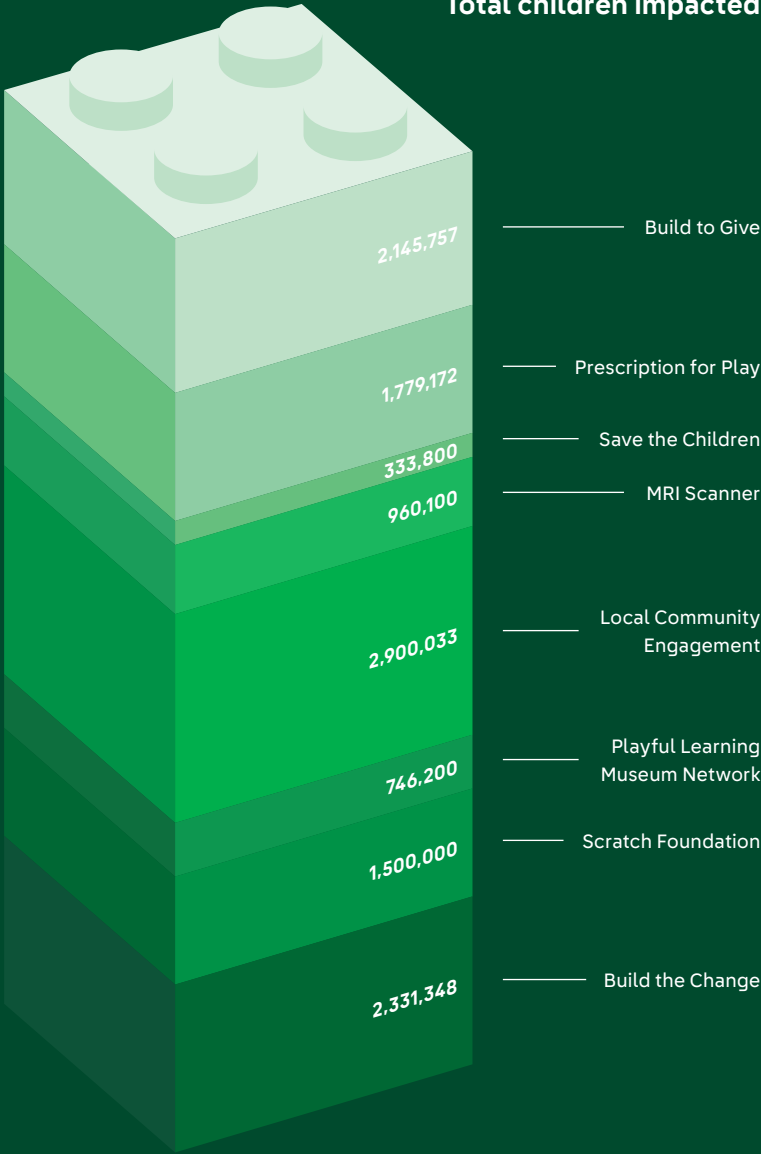 Total children impacted
2,145,757
Build to Give
1,779,172
Prescription for Play
333,800
Save the Children
960,100
MRI Scanner
2,900,033
Local Community
Engagement
746,200
Playful Learning
Museum Network
1,500,000
Scratch Foundation
2,331,348
Build the Change